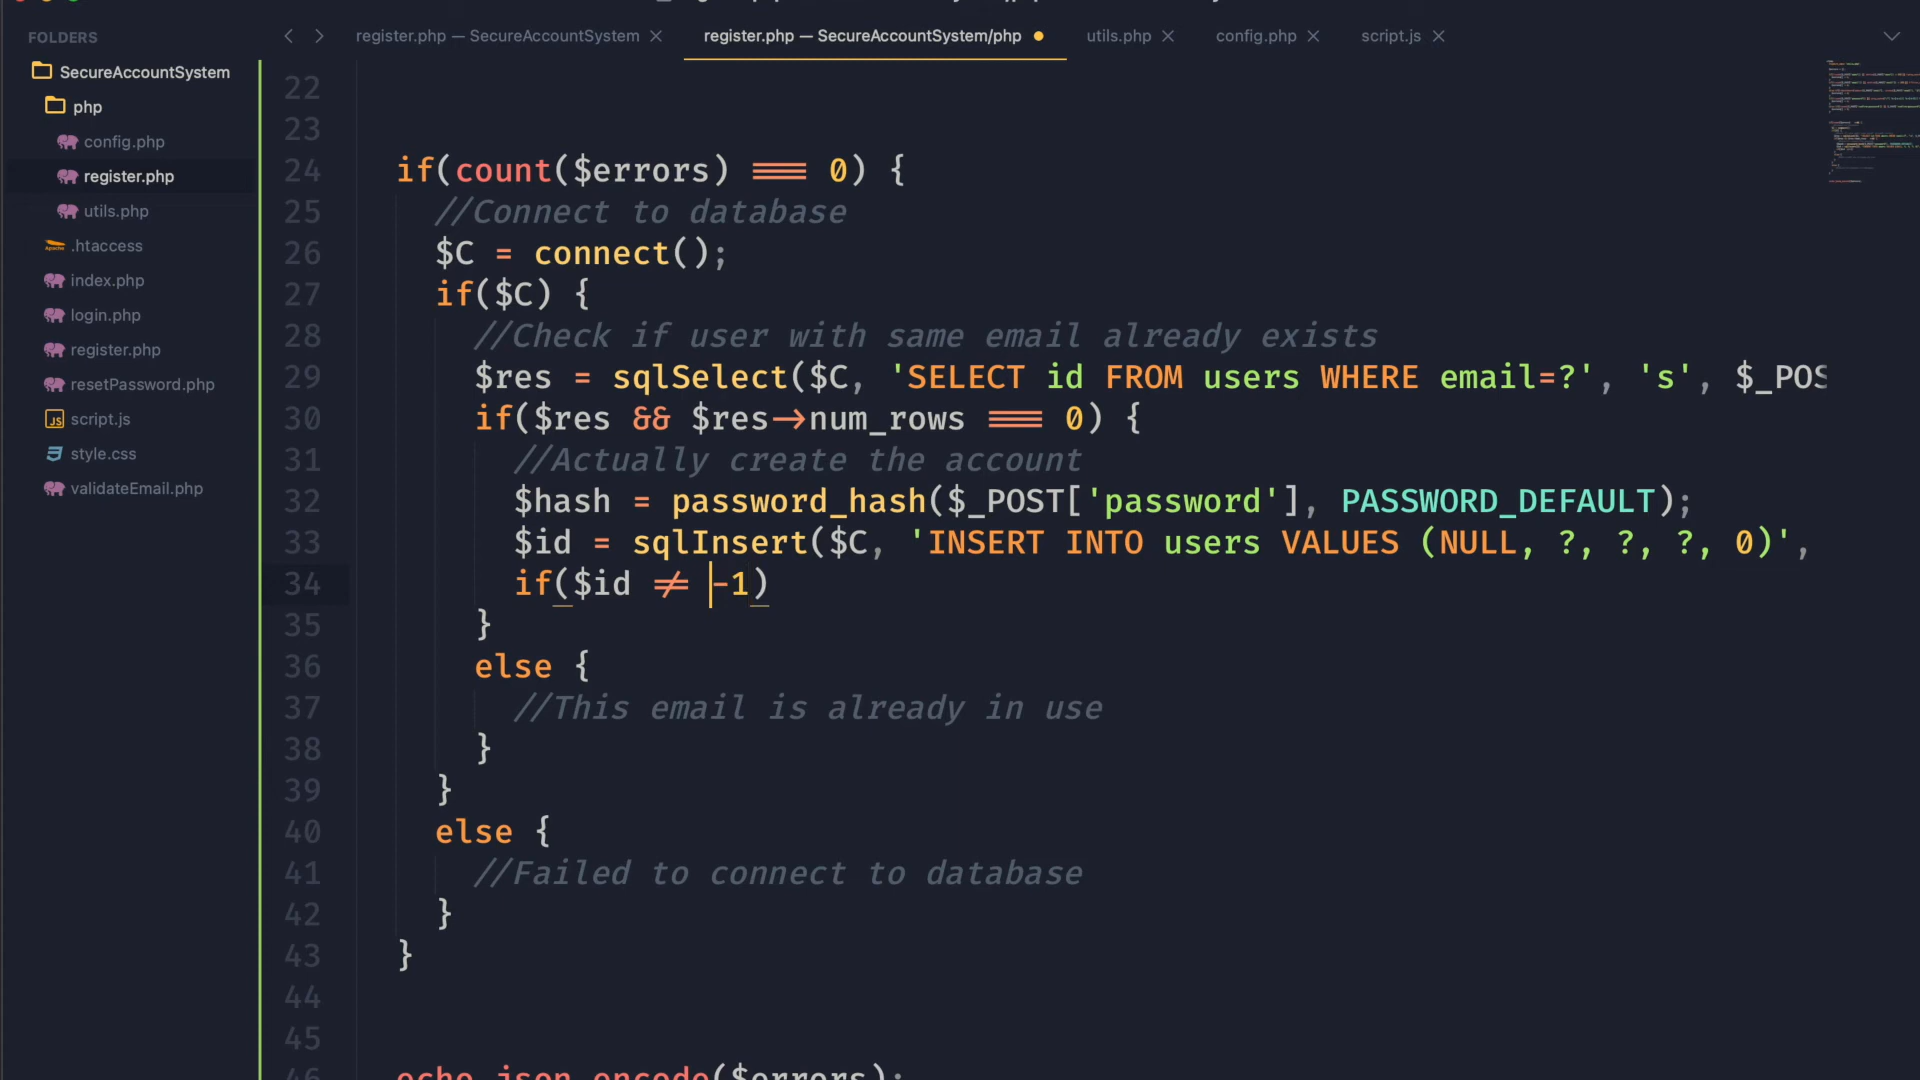 FOLDERS
SecureAccountSystem
php
config.php
register.php
utils.php
.htaccess
index.php
login.php
register.php
resetPassword.php
script.js
style.css
validateEmail.php
register.php — SecureAccountSystem
register.php — SecureAccountSystem/php
utils.php
config.php
script.js
22
23
24 if(count($errors) === 0) {
25 //Connect to database
26 $C = connect();
27 if($C) {
28 //Check if user with same email already exists
29 $res = sqlSelect($C, 'SELECT id FROM users WHERE email=?', 's', $_POS
30 if($res && $res->num_rows === 0) {
31 //Actually create the account
32 $hash = password_hash($_POST['password'], PASSWORD_DEFAULT);
33 $id = sqlInsert($C, 'INSERT INTO users VALUES (NULL, ?, ?, ?, 0)',
34 if($id != -1)
35 }
36 else {
37 //This email is already in use
38 }
39 }
40 else {
41 //Failed to connect to database
42 }
43 }
44
45
46 echo json_encode($errors);